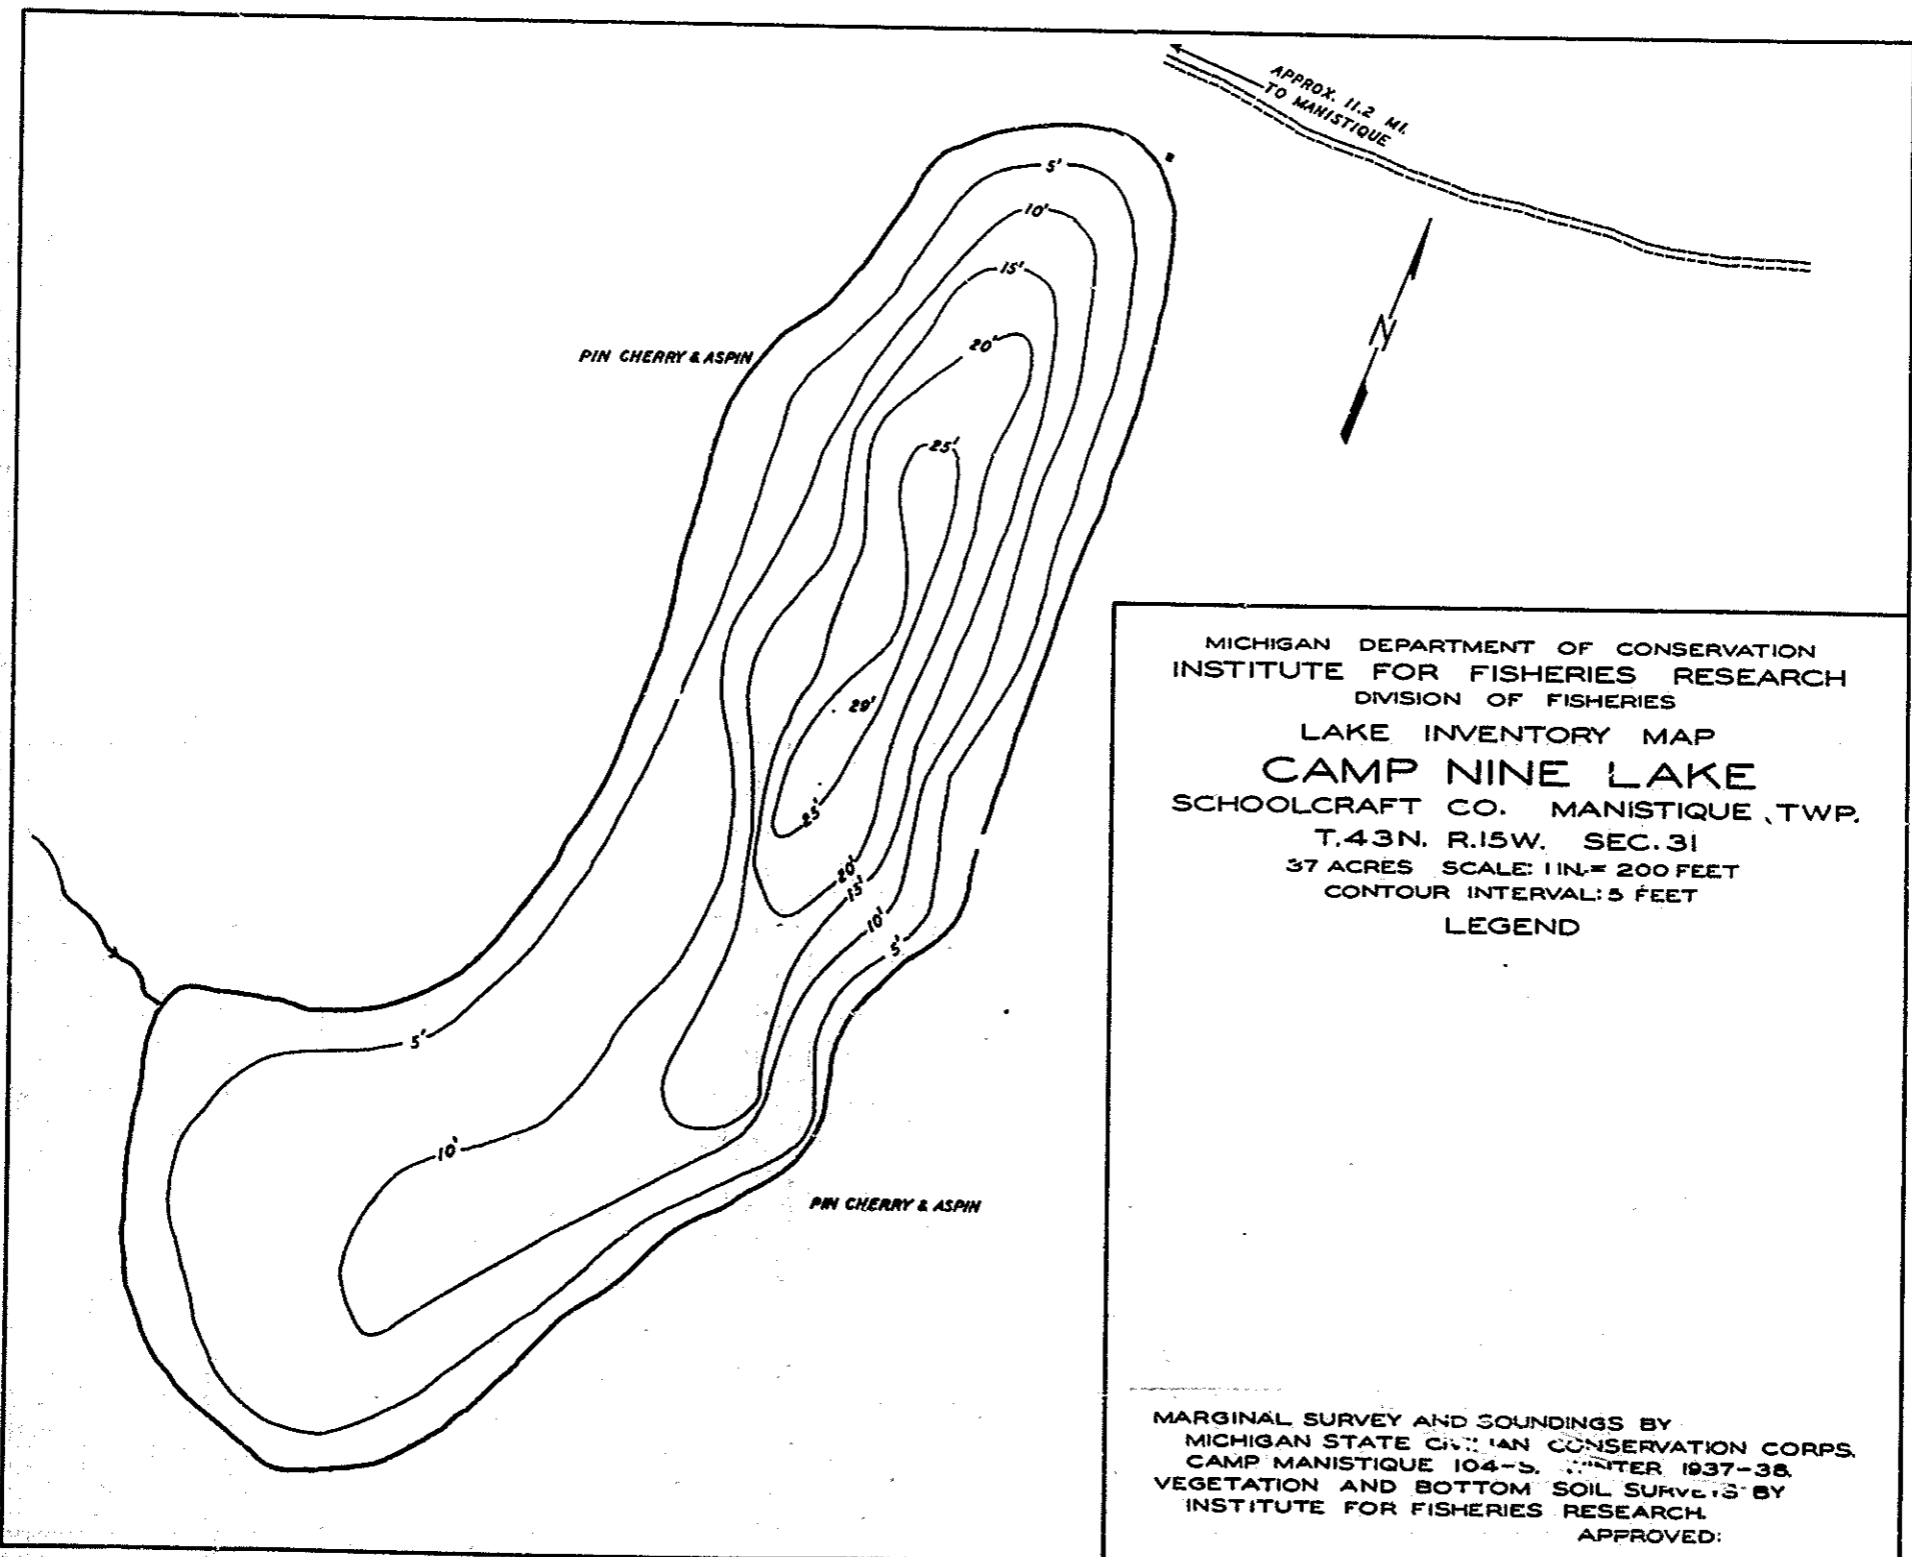 APPROX. 11.2 MI.
TO MANISTIQUE
5'
10'
15'
20'
PIN CHERRY & ASPIN
25'
N
29'
25'
20'
15'
10'
5'
5'
10'
PIN CHERRY & ASPIN
MICHIGAN DEPARTMENT OF CONSERVATION
INSTITUTE FOR FISHERIES RESEARCH
DIVISION OF FISHERIES
LAKE INVENTORY MAP
CAMP NINE LAKE
SCHOOLCRAFT CO. MANISTIQUE TWP.
T.43N. R.15W. SEC.31
37 ACRES SCALE: 1 IN.= 200 FEET
CONTOUR INTERVAL: 5 FEET
LEGEND
MARGINAL SURVEY AND SOUNDINGS BY
MICHIGAN STATE CIVILIAN CONSERVATION CORPS.
CAMP MANISTIQUE 104-S. WINTER 1937-38.
VEGETATION AND BOTTOM SOIL SURVEYS BY
INSTITUTE FOR FISHERIES RESEARCH.
APPROVED: